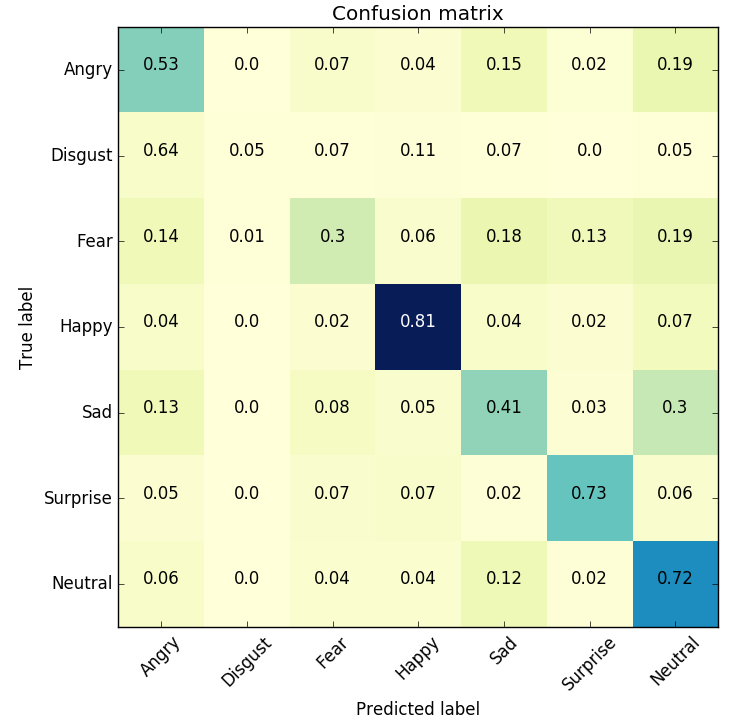 Confusion matrix
Angry 0.53 0.0 0.07 0.04 0.15 0.02 0.19
Disgust 0.64 0.05 0.07 0.11 0.07 0.0 0.05
Fear 0.14 0.01 0.3 0.06 0.18 0.13 0.19
Happy 0.04 0.0 0.02 0.81 0.04 0.02 0.07
Sad 0.13 0.0 0.08 0.05 0.41 0.03 0.3
Surprise 0.05 0.0 0.07 0.07 0.02 0.73 0.06
Neutral 0.06 0.0 0.04 0.04 0.12 0.02 0.72
True label
Angry Disgust Fear Happy Sad Surprise Neutral
Predicted label